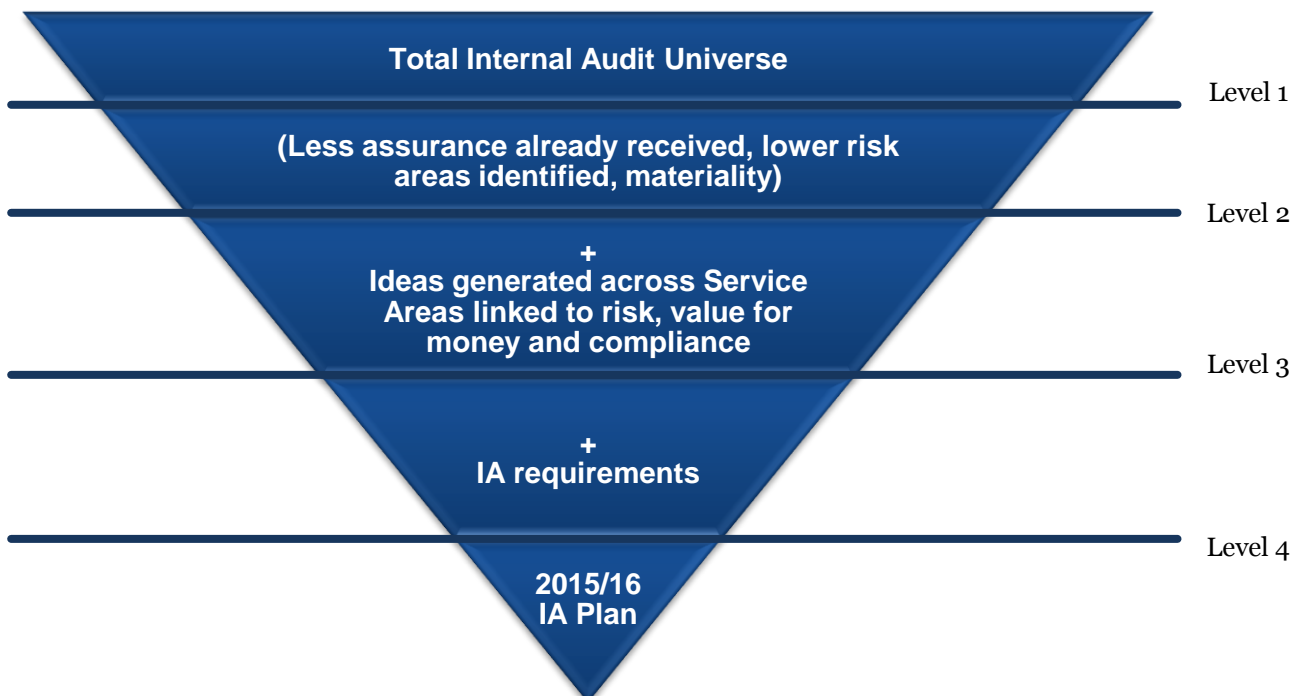 Total Internal Audit Universe
Level 1
(Less assurance already received, lower risk
areas identified, materiality)
Level 2
+
Ideas generated across Service
Areas linked to risk, value for
money and compliance
Level 3
+
IA requirements
Level 4
2015/16
IA Plan